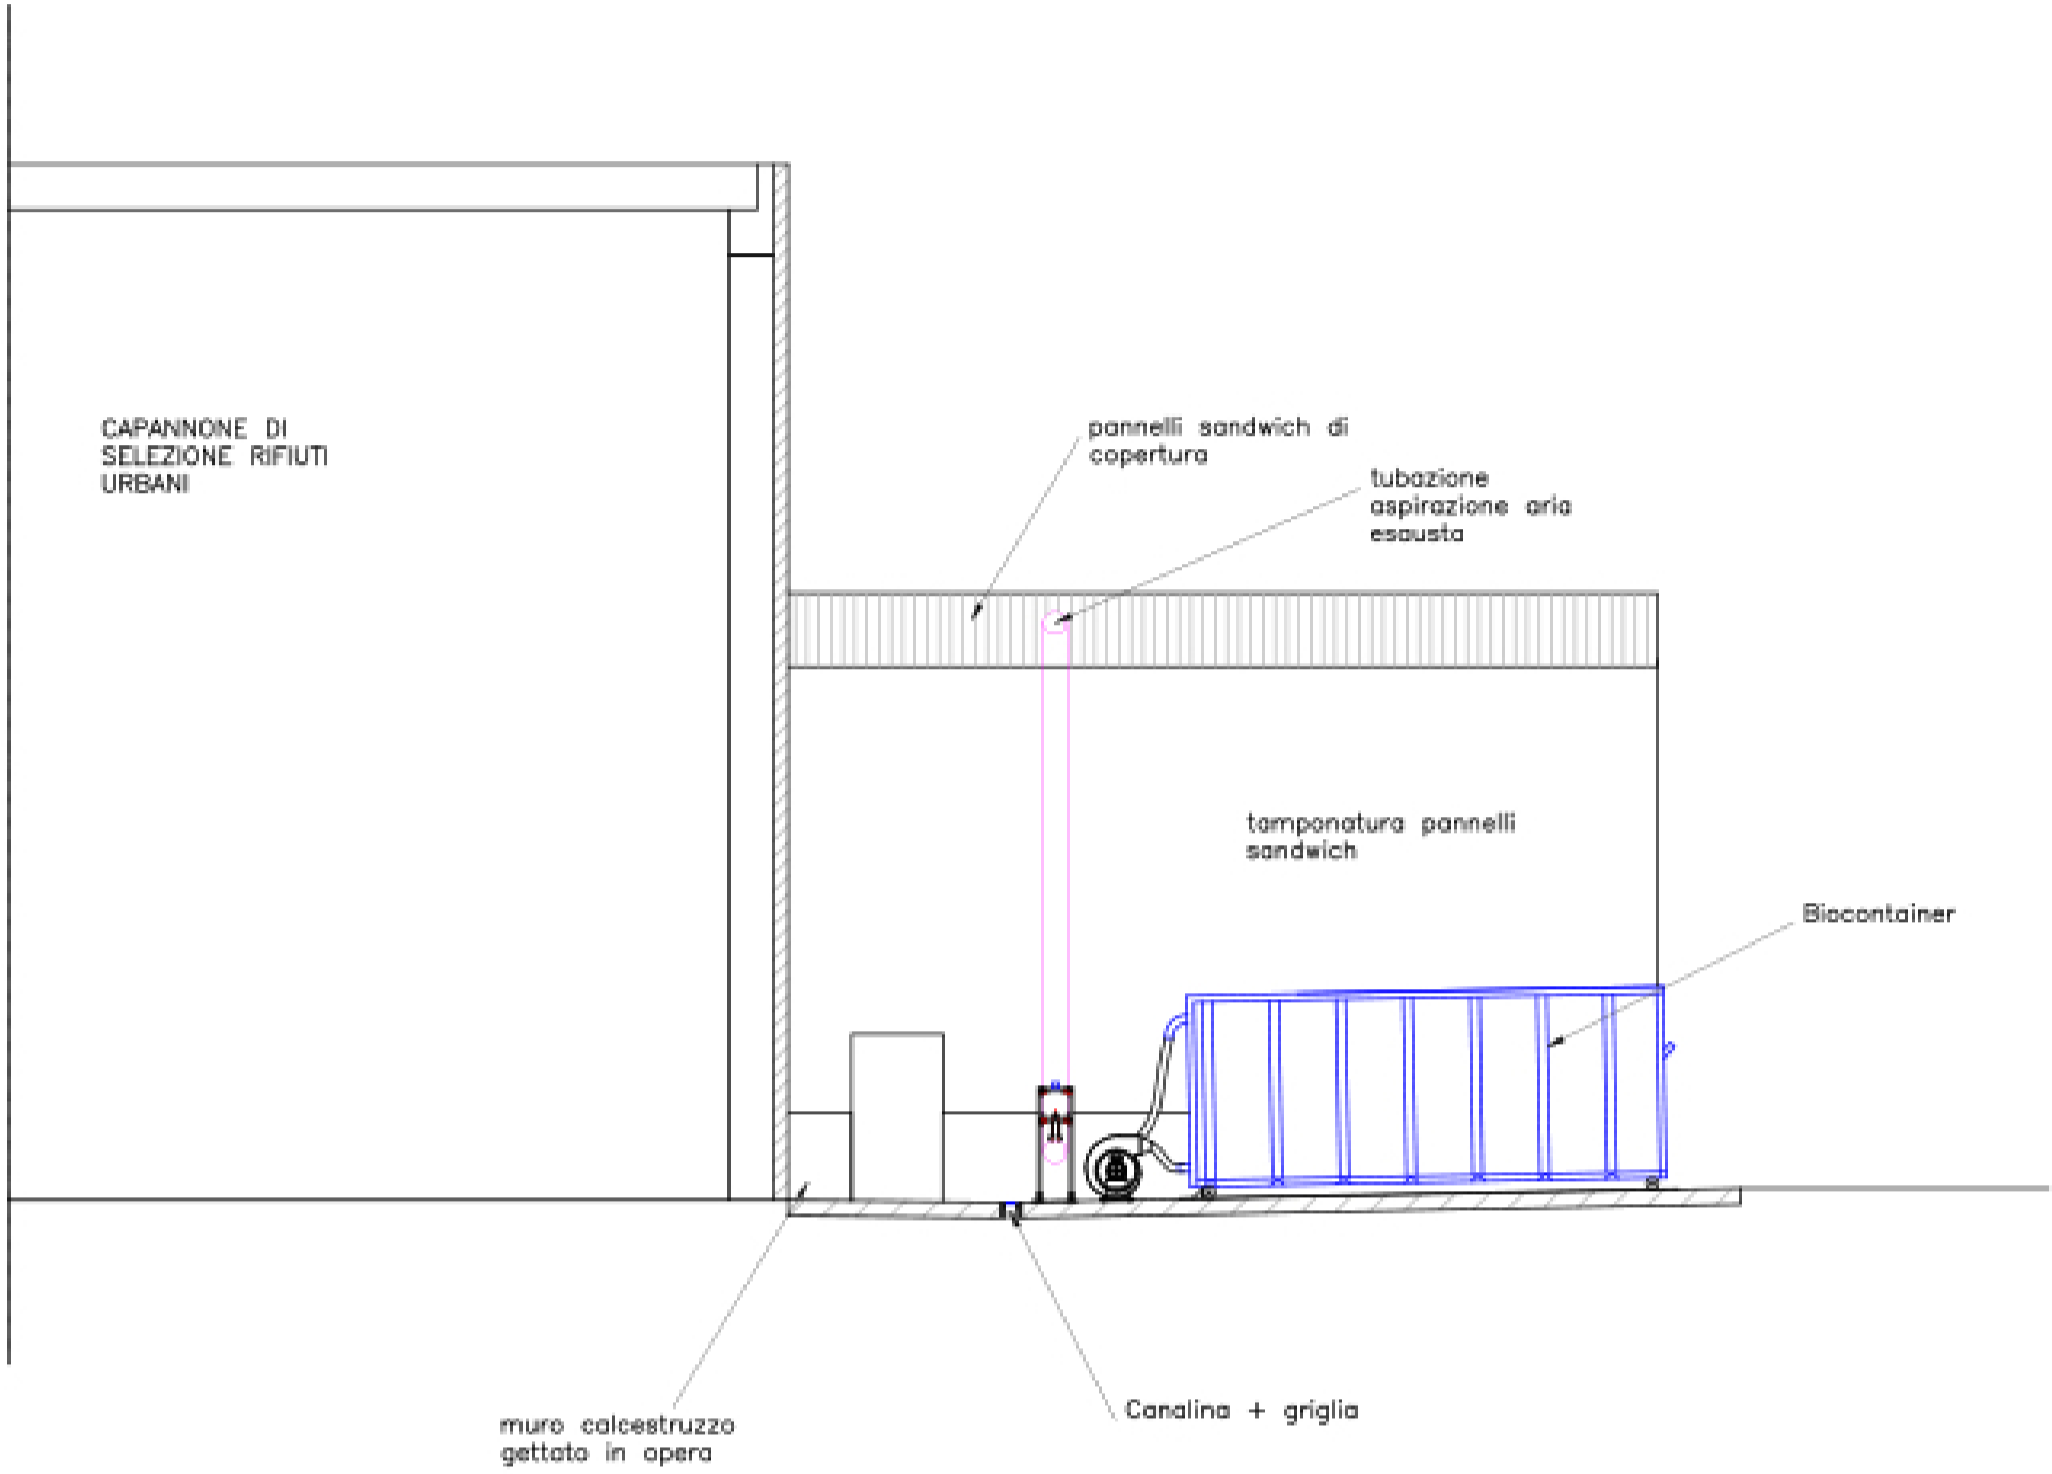 CAPANNONE DI
SELEZIONE RIFIUTI
URBANI
pannelli sandwich di
copertura
tubazione
aspirazione aria
esausta
tamponatura pannelli
sandwich
Biocontainer
muro calcestruzzo
gettato in opera
Canalina + griglia